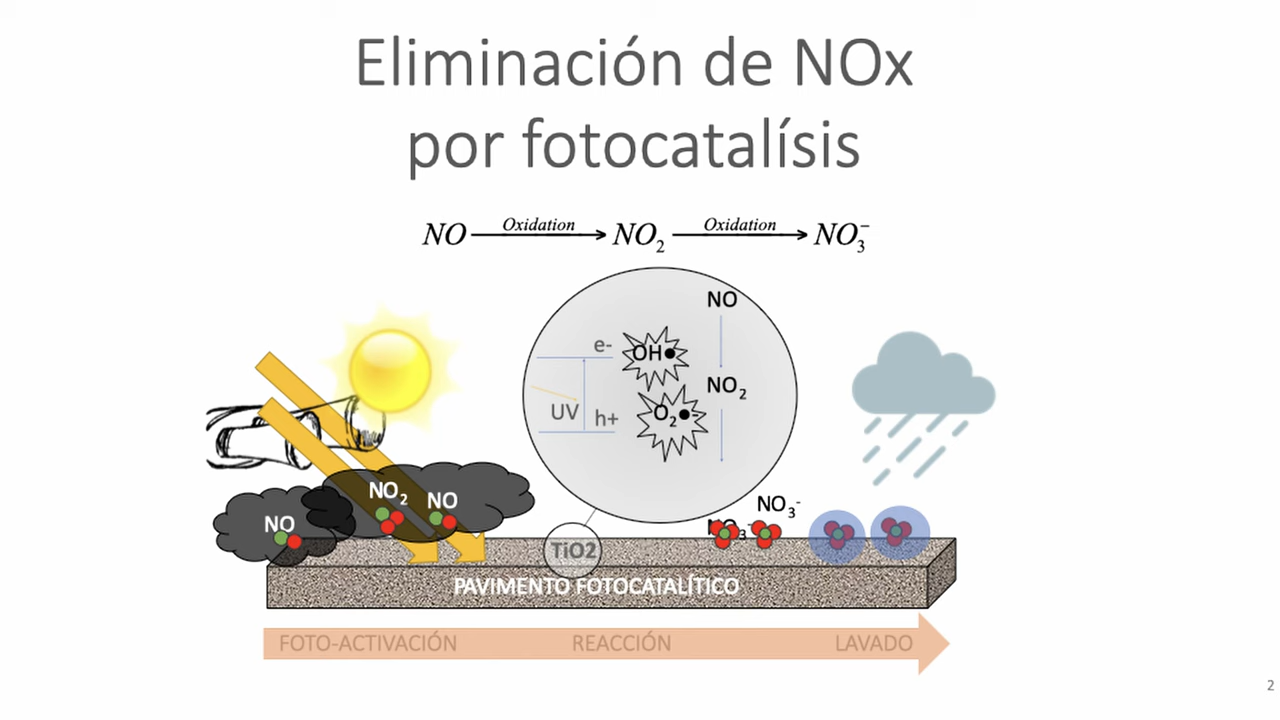 Eliminación de NOx
por fotocatalísis
NO Oxidation NO₂ Oxidation NO₃⁻
NO
e-
OH•
NO₂
UV
h+
O₂•
NO₂
NO
NO
NO₃⁻
NO₃⁻
TiO2
PAVIMENTO FOTOCATALÍTICO
FOTO-ACTIVACIÓN REACCIÓN LAVADO
2